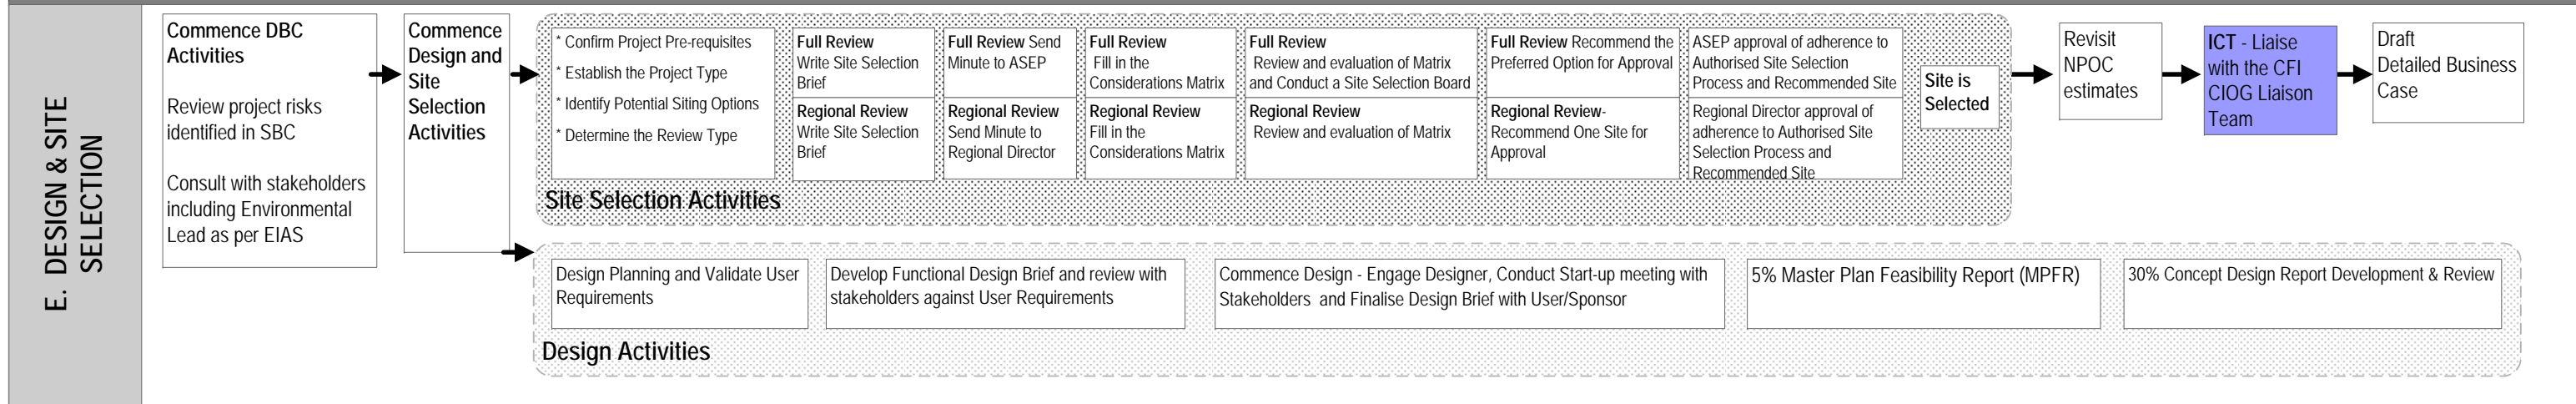 E. DESIGN & SITE
SELECTION
Commence DBC
Activities
Review project risks
identified in SBC
Consult with stakeholders
including Environmental
Lead as per EIAS
Commence
Design and
Site
Selection
Activities
* Confirm Project Pre-requisites
* Establish the Project Type
* Identify Potential Siting Options
* Determine the Review Type
Full Review
Write Site Selection
Brief
Regional Review
Write Site Selection
Brief
Full Review Send
Minute to ASEP
Regional Review
Send Minute to
Regional Director
Full Review
Fill in the
Considerations Matrix
Regional Review
Fill in the
Considerations Matrix
Full Review
Review and evaluation of Matrix
and Conduct a Site Selection Board
Regional Review
Review and evaluation of Matrix
Full Review Recommend the
Preferred Option for Approval
Regional Review-
Recommend One Site for
Approval
ASEP approval of adherence to
Authorised Site Selection
Process and Recommended Site
Regional Director approval of
adherence to Authorised Site
Selection Process and
Recommended Site
Site is
Selected
Site Selection Activities
Revisit
NPOC
estimates
ICT - Liaise
with the CFI
CIOG Liaison
Team
Draft
Detailed Business
Case
Design Planning and Validate User
Requirements
Develop Functional Design Brief and review with
stakeholders against User Requirements
Commence Design - Engage Designer, Conduct Start-up meeting with
Stakeholders and Finalise Design Brief with User/Sponsor
5% Master Plan Feasibility Report (MPFR)
30% Concept Design Report Development & Review
Design Activities